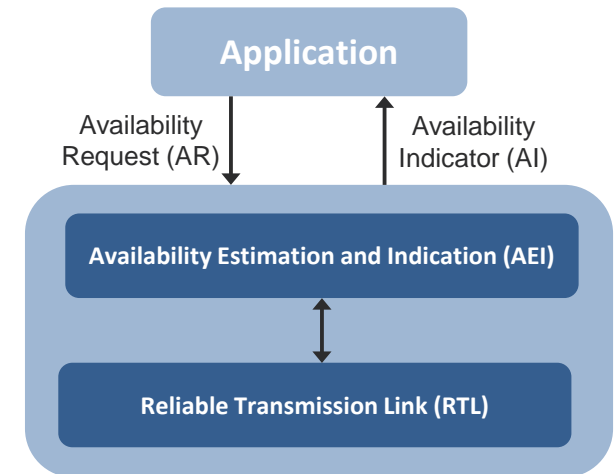 Application
Availability
Request (AR)
Availability
Indicator (AI)
Availability Estimation and Indication (AEI)
Reliable Transmission Link (RTL)